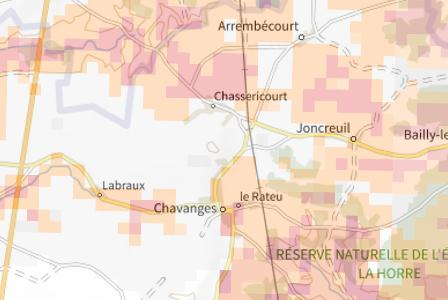 Arrembécourt
Chassericourt
Joncreuil
Bailly-le
Labraux
le Rateu
Chavanges
RÉSERVE NATURELLE DE L'É
LA HORRE